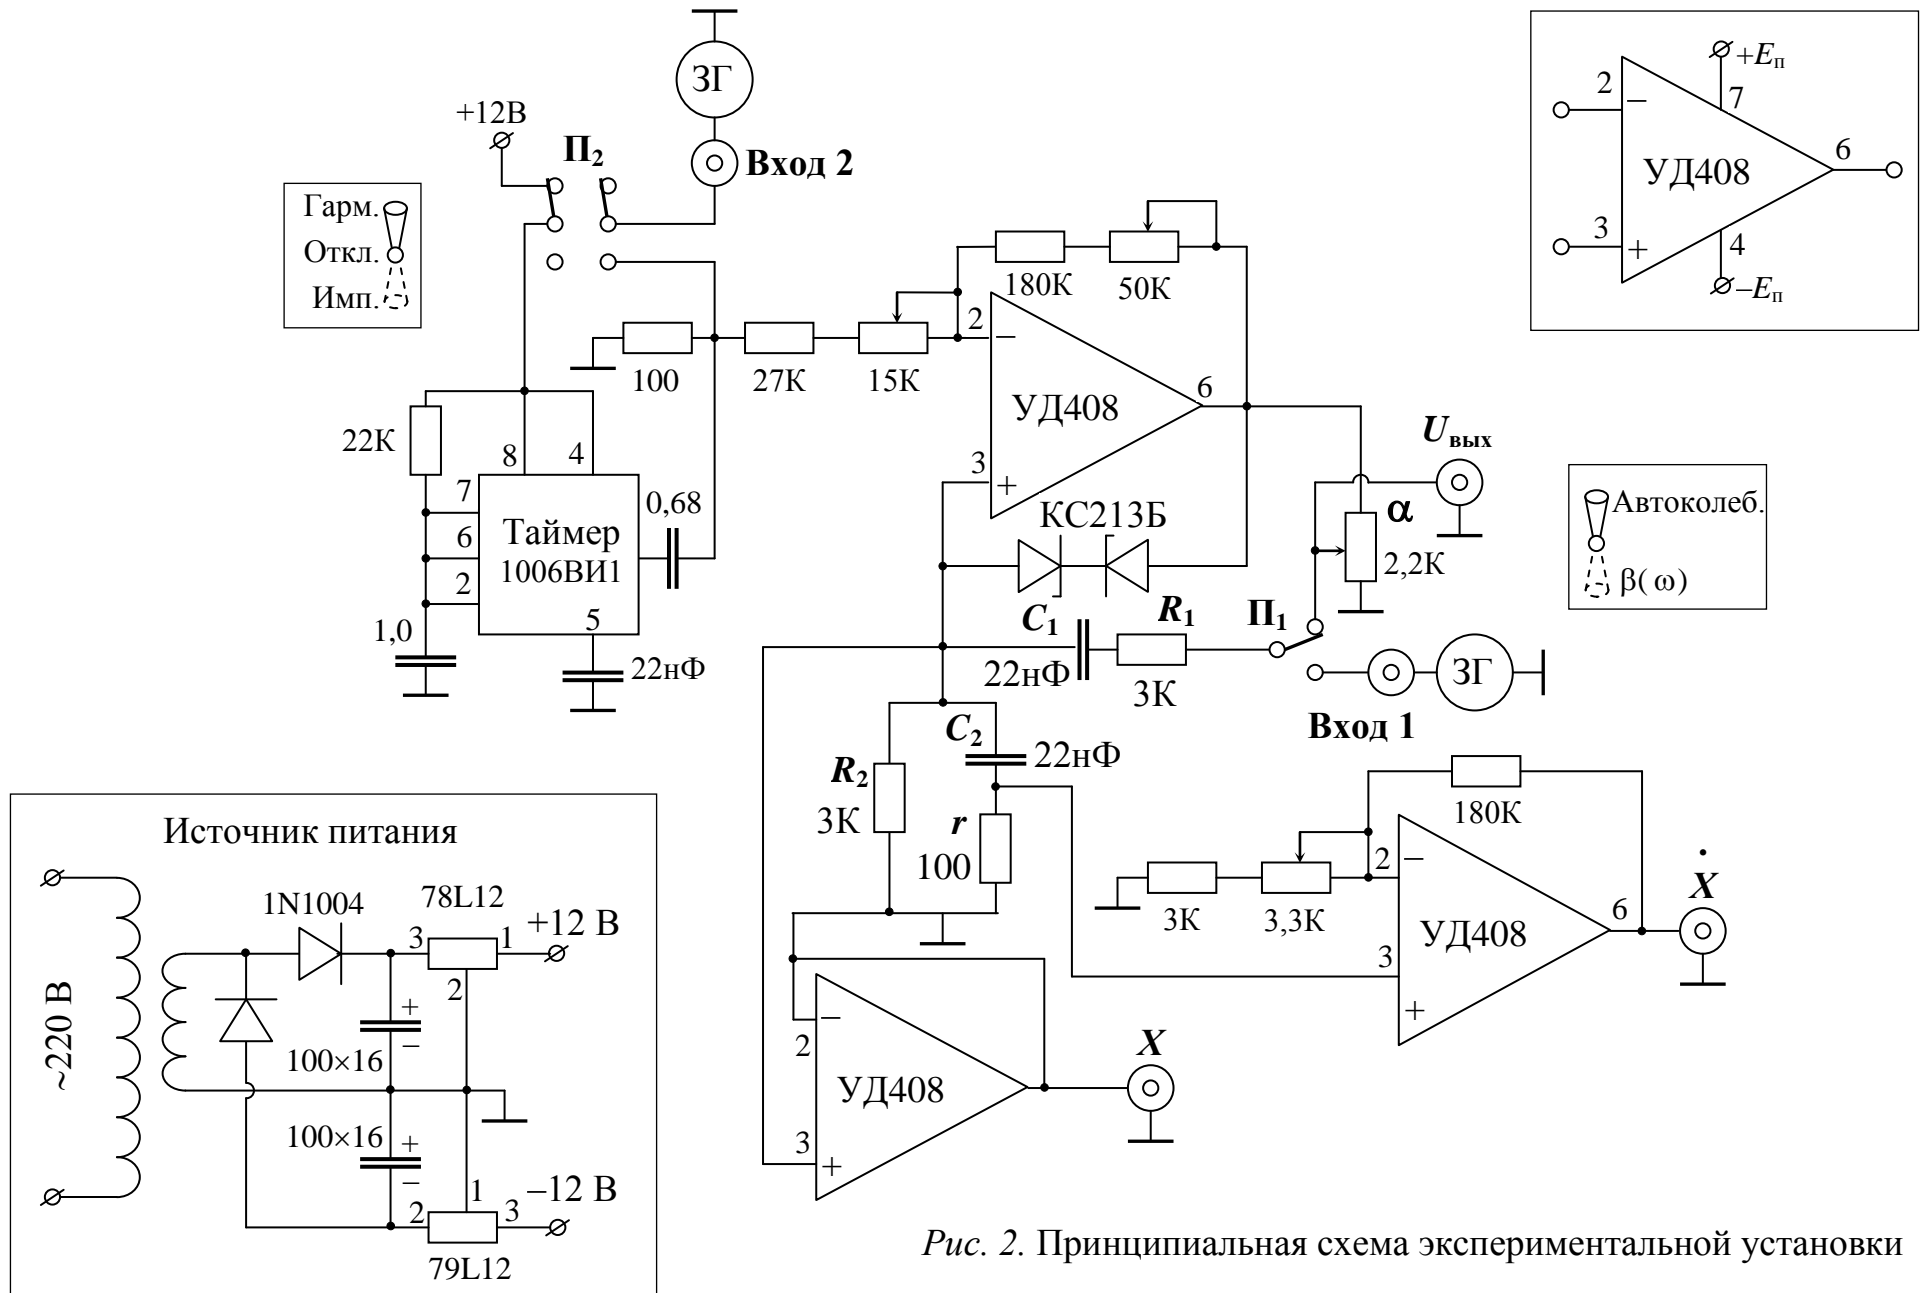 ЗГ
+12В
П₂
Вход 2
Гарм.
Откл.
Имп.
180К
50К
100
27К
15К
2
−
УД408
6
3
+
22К
8
4
7
6
2
5
Таймер
1006ВИ1
0,68
1,0
22нФ
КС213Б
Uвых
α
2,2К
C₁
22нФ
R₁
3К
П₁
ЗГ
Вход 1
Автоколеб.
β( ω)
2
−
3
+
УД408
+Eп
7
6
4
−Eп
C₂
22нФ
R₂
3К
r
100
180К
3К
3,3К
2
−
УД408
6
3
+
Ẋ
−
2
УД408
3
+
X
Источник питания
~220 В
1N1004
78L12
3
1
+12 В
2
+
−
100×16
100×16
+
−
1
2
3
−12 В
79L12
Рис. 2. Принципиальная схема экспериментальной установки